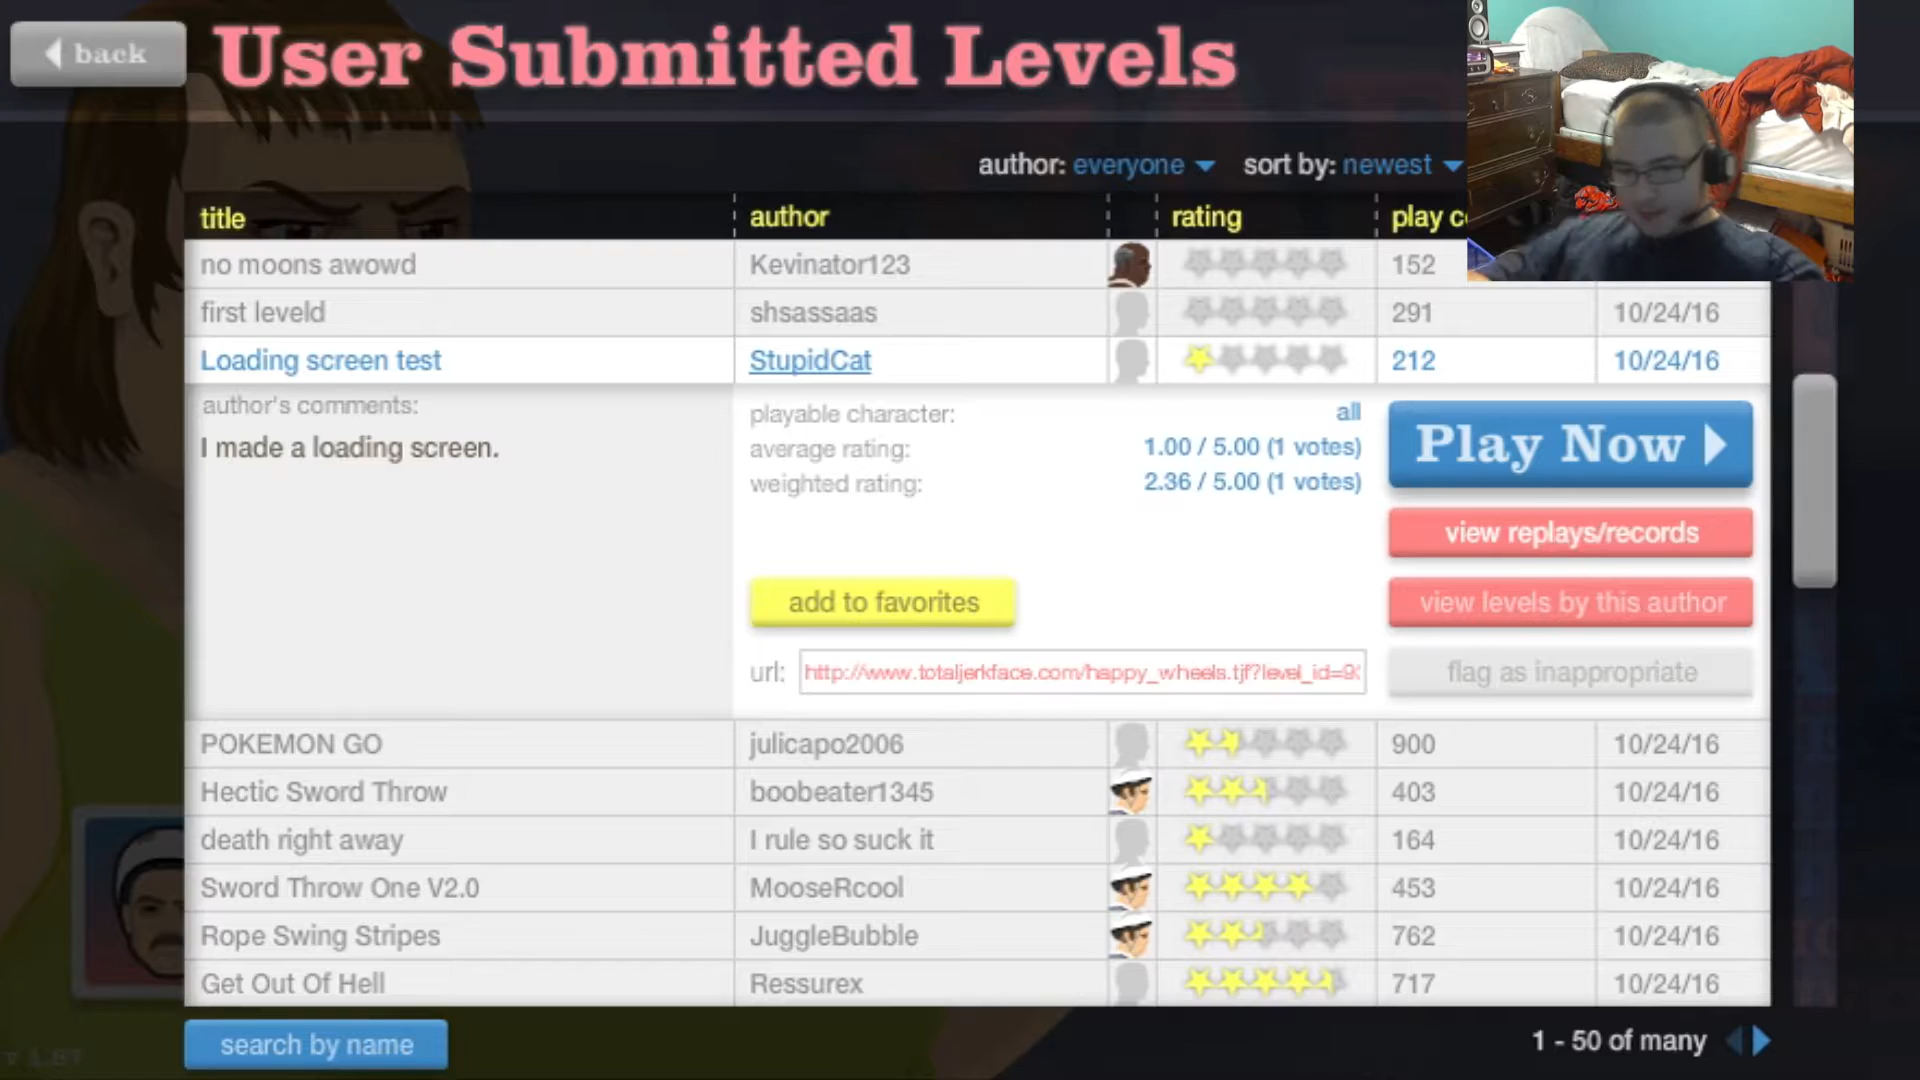 back
User Submitted Levels
author: everyone sort by: newest
title author rating play c
no moons awowd Kevinator123 152
first leveld shsassaas 291 10/24/16
Loading screen test StupidCat 212 10/24/16
author's comments:
I made a loading screen.
playable character: all
average rating: 1.00 / 5.00 (1 votes)
weighted rating: 2.36 / 5.00 (1 votes)
Play Now
view replays/records
add to favorites
view levels by this author
url: http://www.totaljerkface.com/happy_wheels.tjf?level_id=9
flag as inappropriate
POKEMON GO julicapo2006 900 10/24/16
Hectic Sword Throw boobeater1345 403 10/24/16
death right away I rule so suck it 164 10/24/16
Sword Throw One V2.0 MooseRcool 453 10/24/16
Rope Swing Stripes JuggleBubble 762 10/24/16
Get Out Of Hell Ressurex 717 10/24/16
search by name
1 - 50 of many